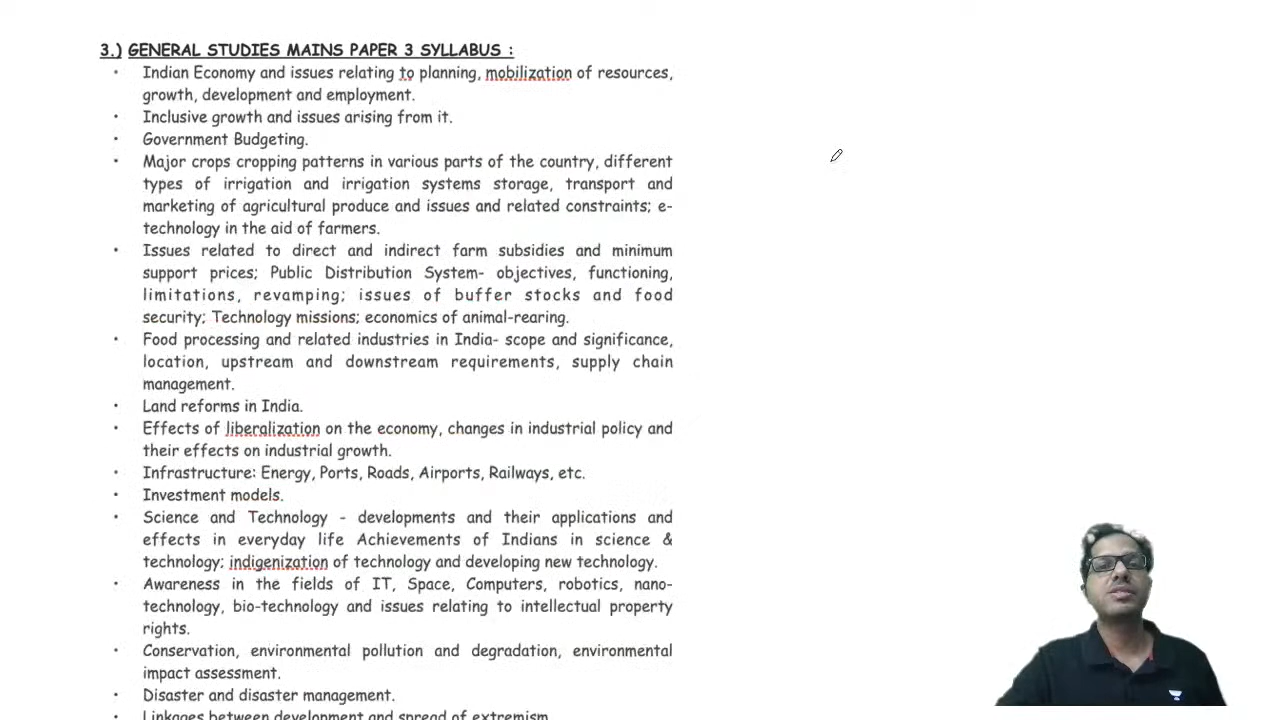 3.) GENERAL STUDIES MAINS PAPER 3 SYLLABUS :
• Indian Economy and issues relating to planning, mobilization of resources,
growth, development and employment.
• Inclusive growth and issues arising from it.
• Government Budgeting.
• Major crops cropping patterns in various parts of the country, different
types of irrigation and irrigation systems storage, transport and
marketing of agricultural produce and issues and related constraints; e-
technology in the aid of farmers.
• Issues related to direct and indirect farm subsidies and minimum
support prices; Public Distribution System- objectives, functioning,
limitations, revamping; issues of buffer stocks and food
security; Technology missions; economics of animal-rearing.
• Food processing and related industries in India- scope and significance,
location, upstream and downstream requirements, supply chain
management.
• Land reforms in India.
• Effects of liberalization on the economy, changes in industrial policy and
their effects on industrial growth.
• Infrastructure: Energy, Ports, Roads, Airports, Railways, etc.
• Investment models.
• Science and Technology - developments and their applications and
effects in everyday life Achievements of Indians in science &
technology; indigenization of technology and developing new technology.
• Awareness in the fields of IT, Space, Computers, robotics, nano-
technology, bio-technology and issues relating to intellectual property
rights.
• Conservation, environmental pollution and degradation, environmental
impact assessment.
• Disaster and disaster management.
• Linkages between development and spread of extremism.